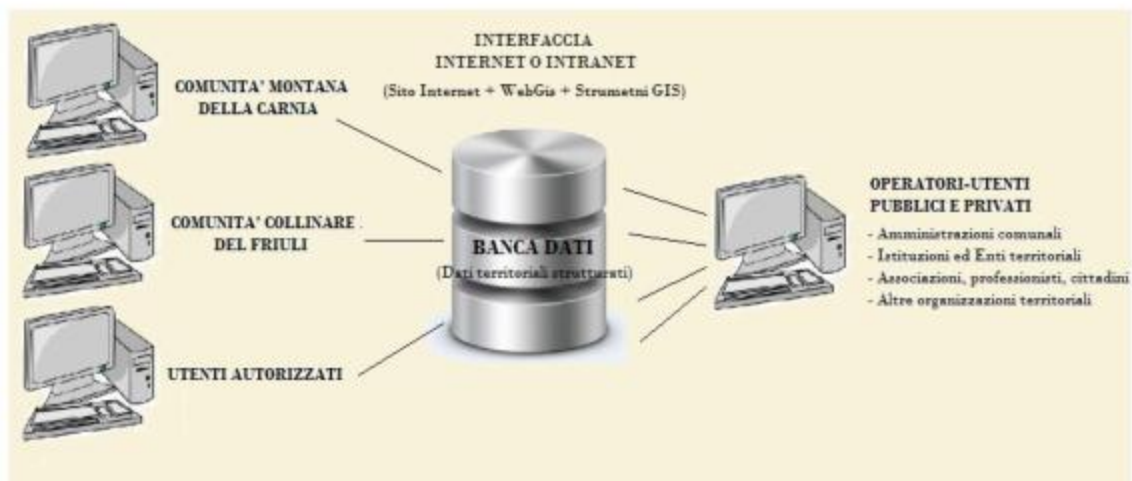 INTERFACCIA
INTERNET O INTRANET
(Sito Internet + WebGis + Strumetni GIS)
COMUNITA' MONTANA
DELLA CARNIA
COMUNITA' COLLINARE
DEL FRIULI
UTENTI AUTORIZZATI
BANCA DATI
(Dati territoriali strutturati)
OPERATORI-UTENTI
PUBBLICI E PRIVATI
- Amministrazioni comunali
- Istituzioni ed Enti territoriali
- Associazioni, professionisti, cittadini
- Altre organizzazioni territoriali